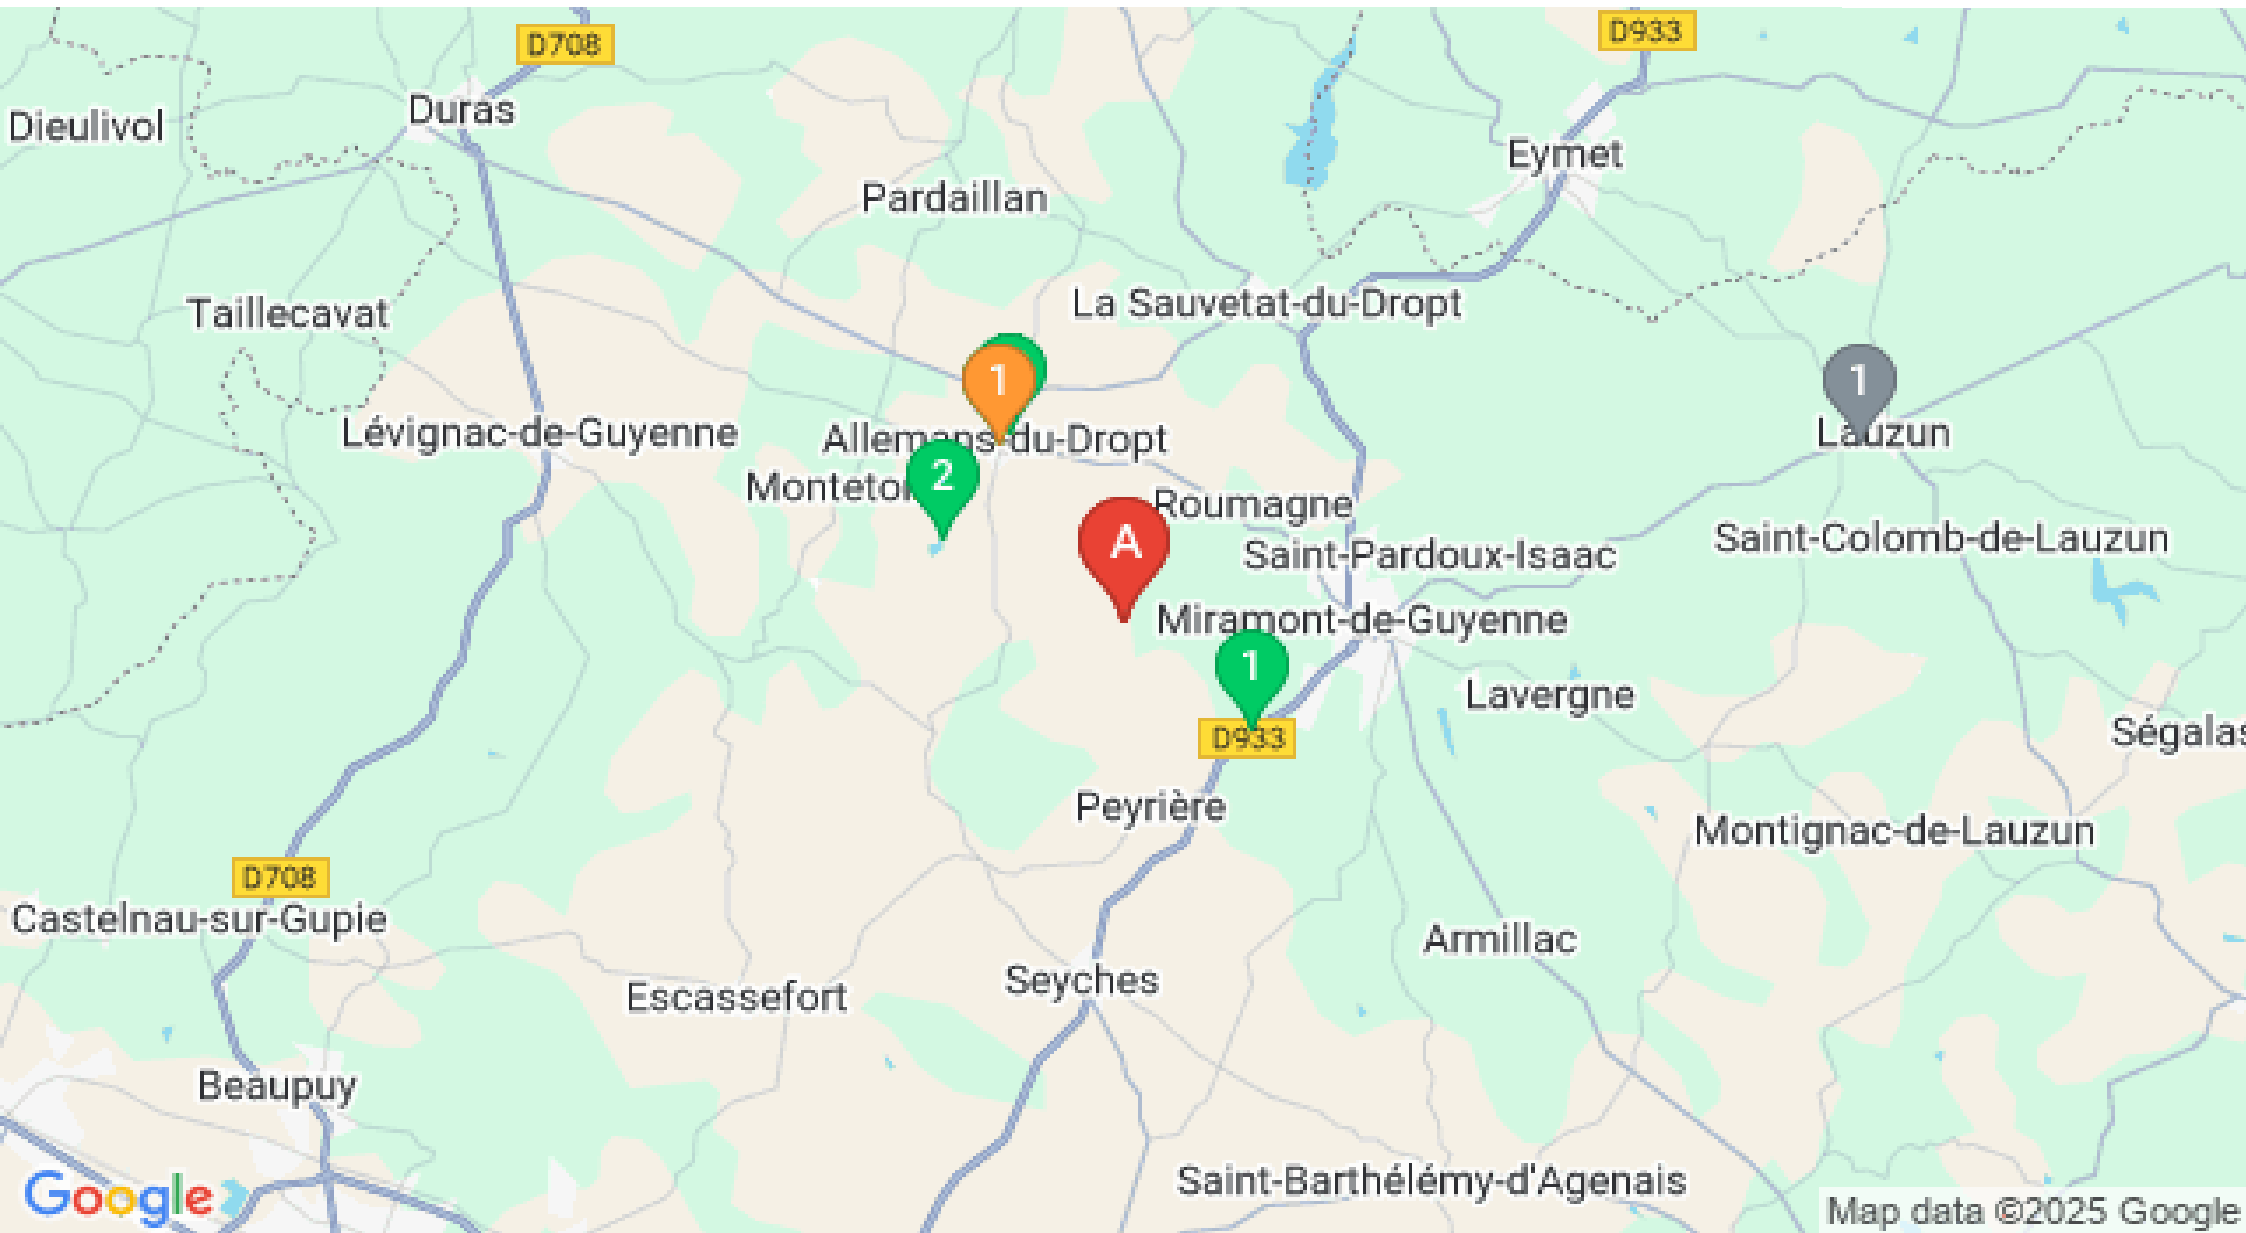 D708
D933
Duras
Dieulivol
Eymet
Pardaillan
La Sauvetat-du-Dropt
Taillecavat
1
1
Lévignac-de-Guyenne
Allemans-du-Dropt
Lauzun
2
Roumagne
A
Saint-Colomb-de-Lauzun
Saint-Pardoux-Isaac
Miramont-de-Guyenne
1
Lavergne
D933
Ségalas
Peyrière
Montignac-de-Lauzun
D708
Castelnau-sur-Gupie
Armillac
Seyches
Escassefort
Beaupuy
Saint-Barthélémy-d'Agenais
Google
Map data ©2025 Google